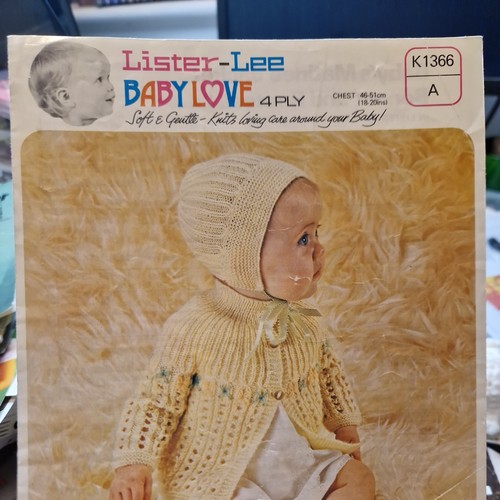 Lister-Lee
BABY LOVE 4 PLY
CHEST 46-51cm
(18-20ins)
Soft & Gentle - Knits loving care around your Baby!
K1366
A